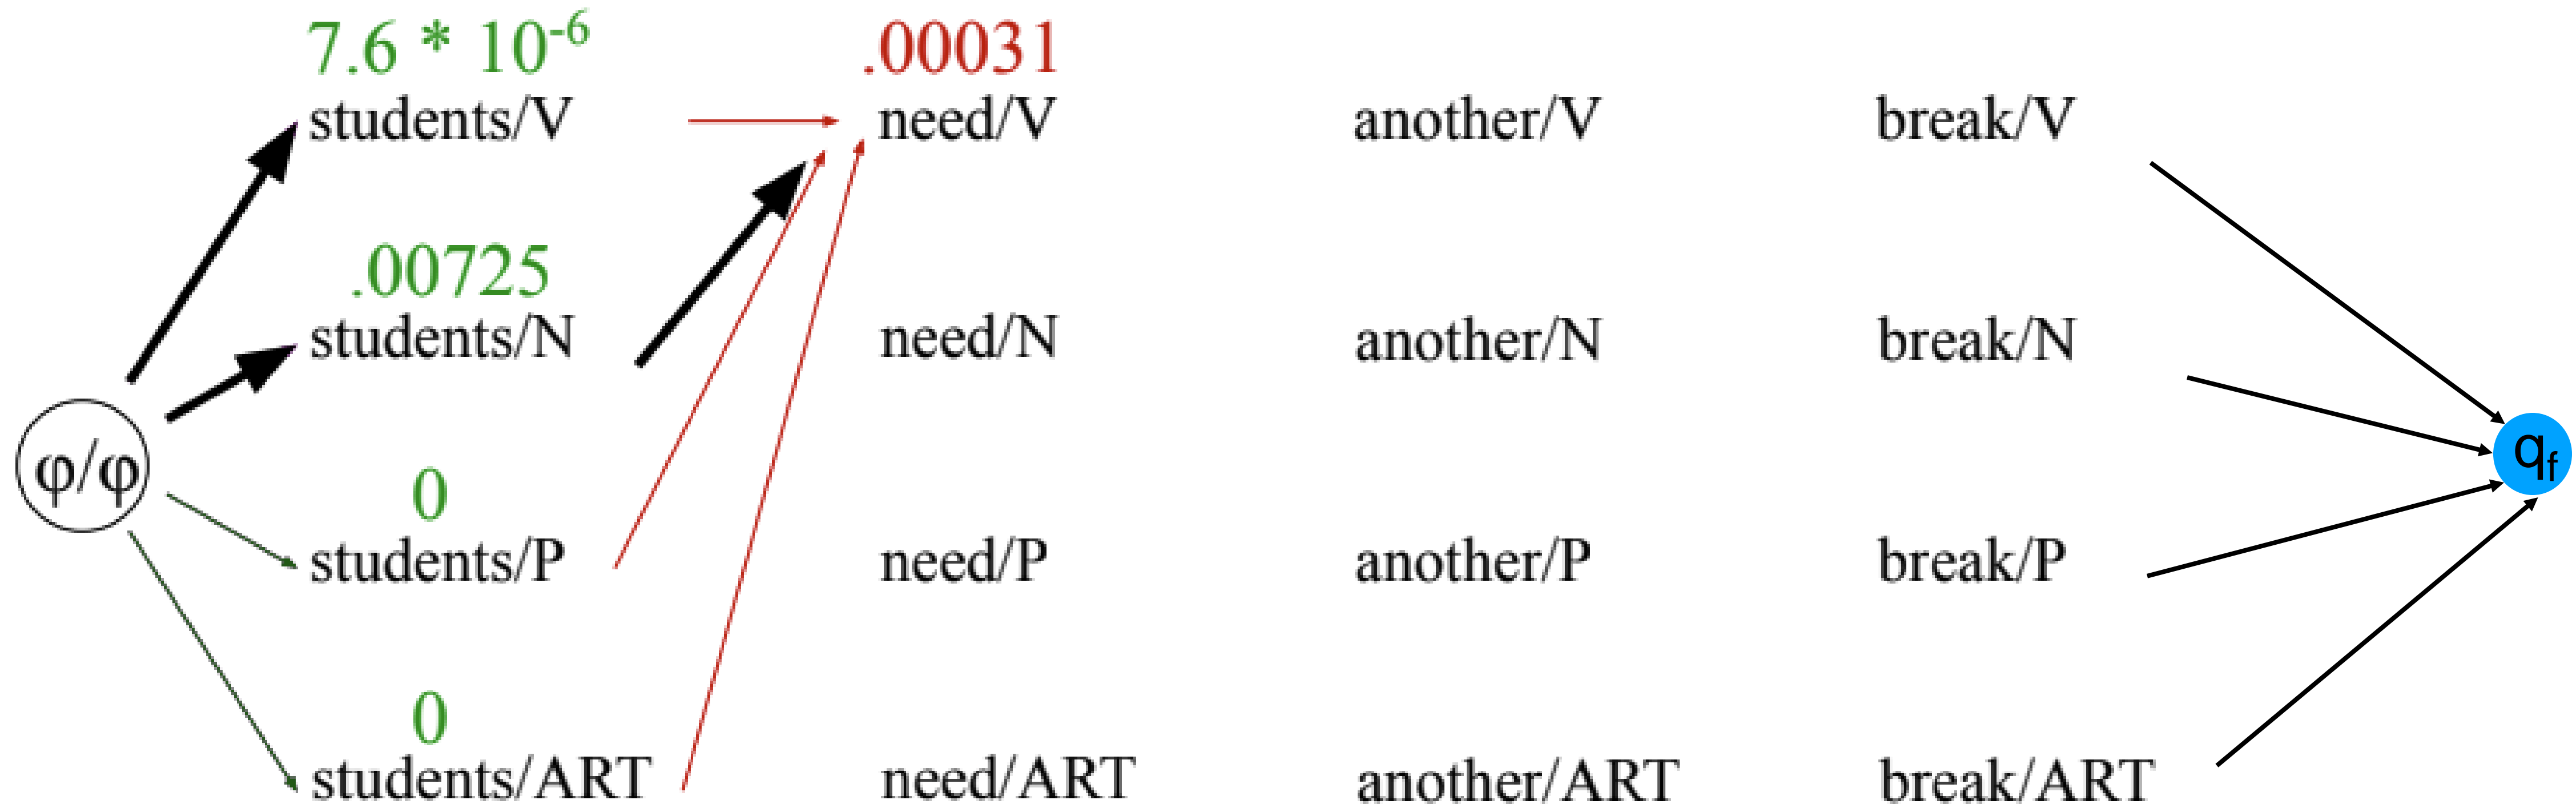 7.6 * 10⁻⁶ .00031
students/V need/V another/V break/V
.00725
students/N need/N another/N break/N
φ/φ qf
0
students/P need/P another/P break/P
0
students/ART need/ART another/ART break/ART